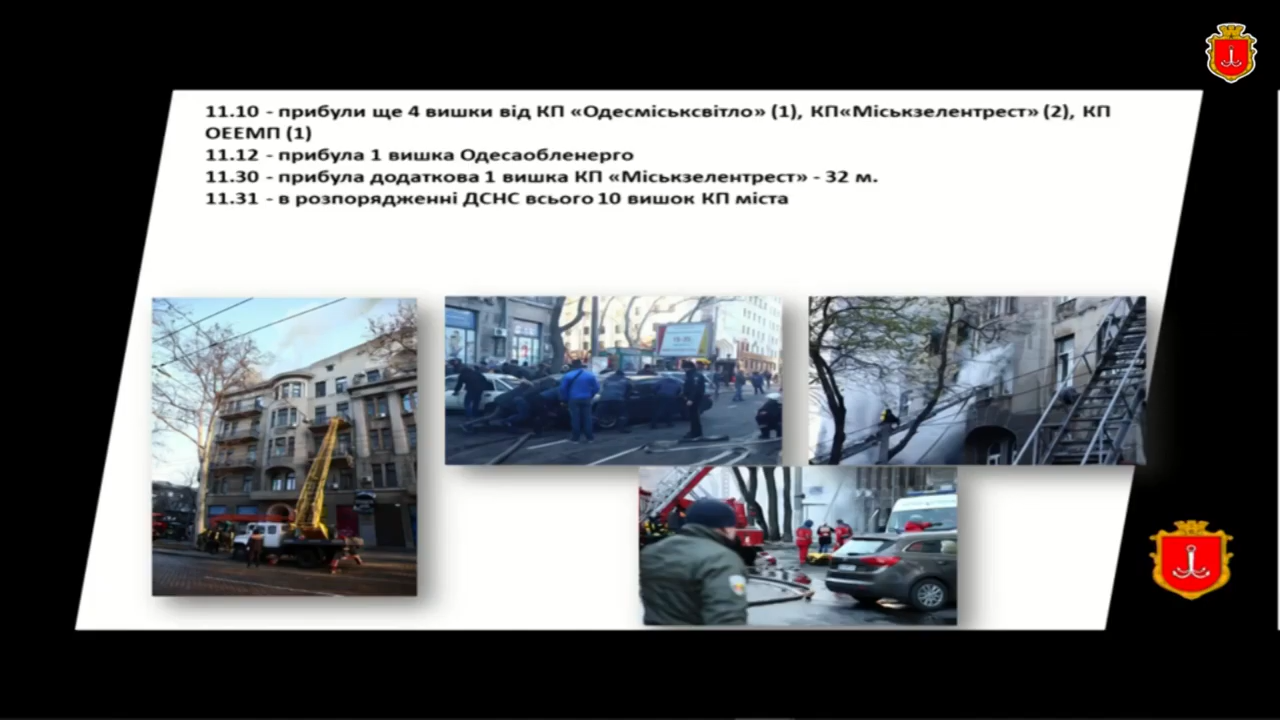 11.10 - прибули ще 4 вишки від КП «Одесміськсвітло» (1), КП«Міськзелентрест» (2), КП
ОЕЕМП (1)
11.12 - прибула 1 вишка Одесаобленерго
11.30 - прибула додаткова 1 вишка КП «Міськзелентрест» - 32 м.
11.31 - в розпорядженні ДСНС всього 10 вишок КП міста